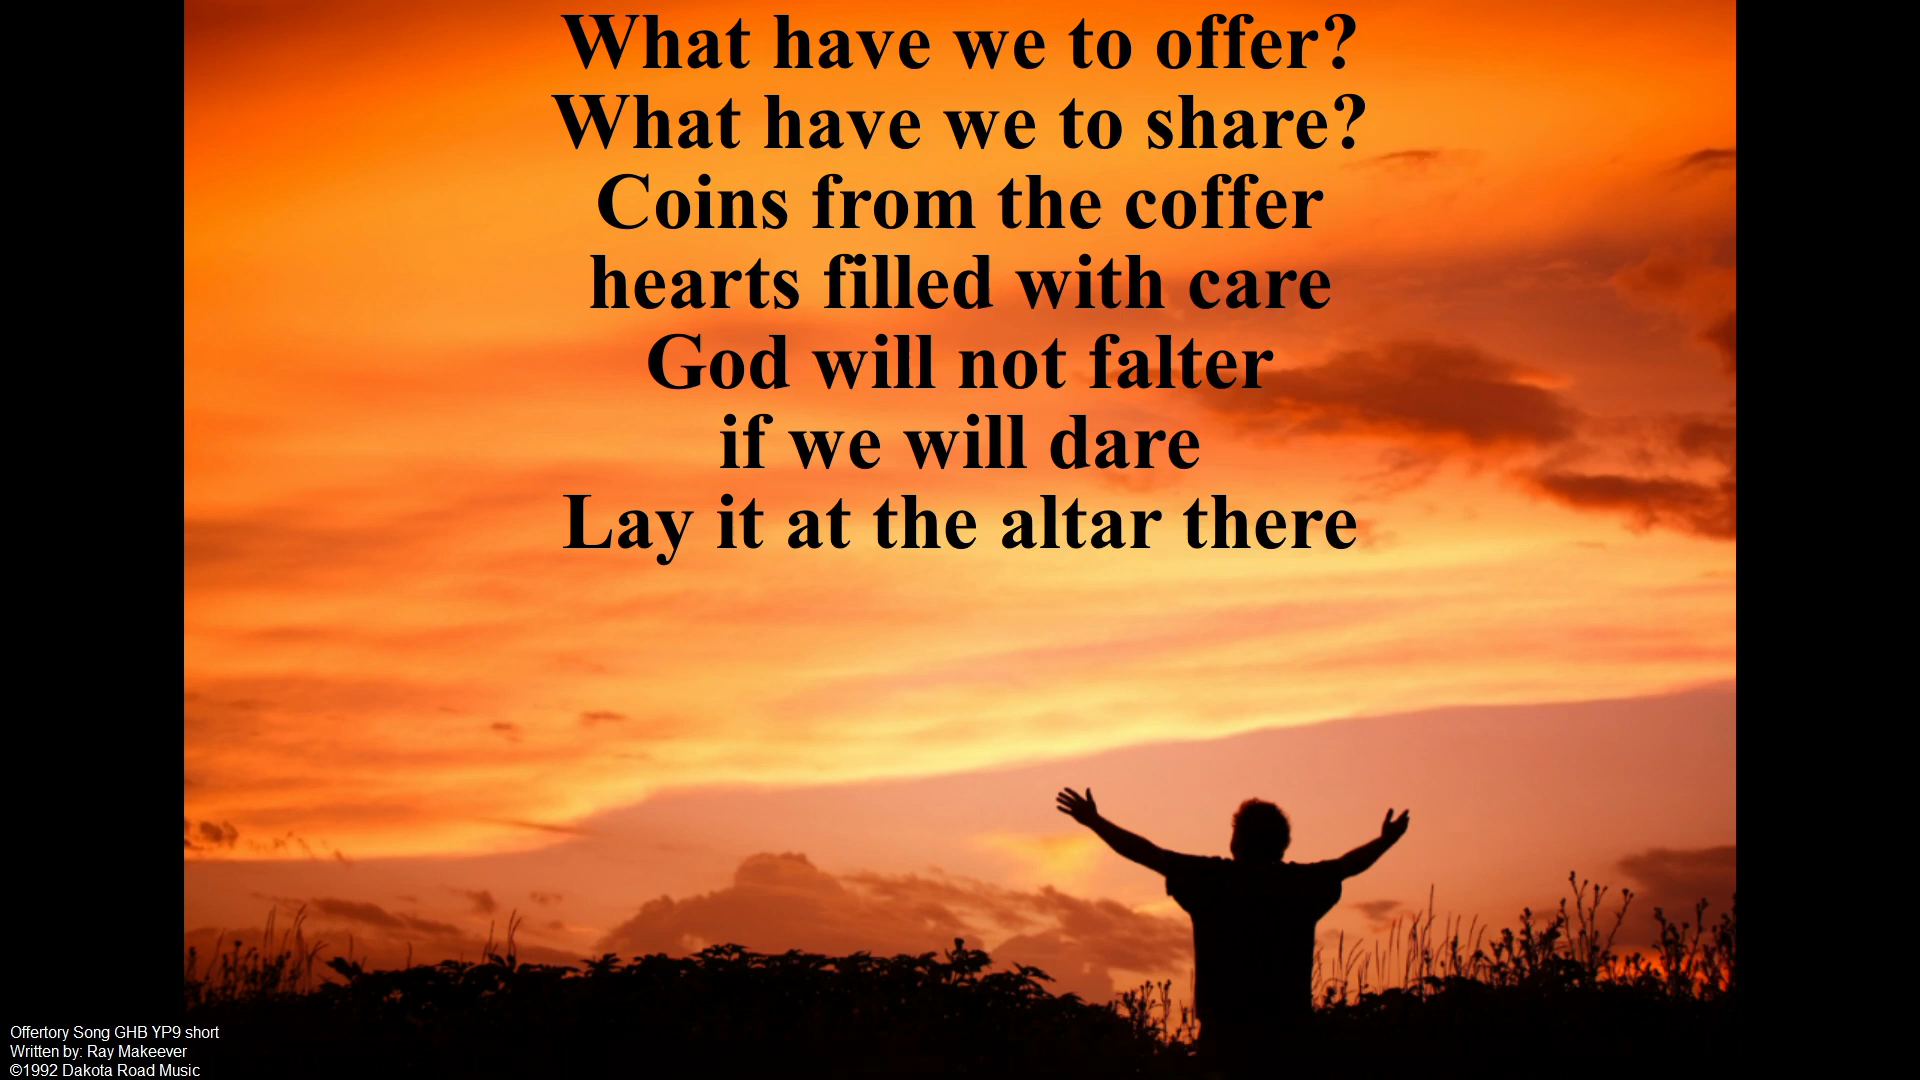 What have we to offer?
What have we to share?
Coins from the coffer
hearts filled with care
God will not falter
if we will dare
Lay it at the altar there
Offertory Song GHB YP9 short
Written by: Ray Makeever
©1992 Dakota Road Music